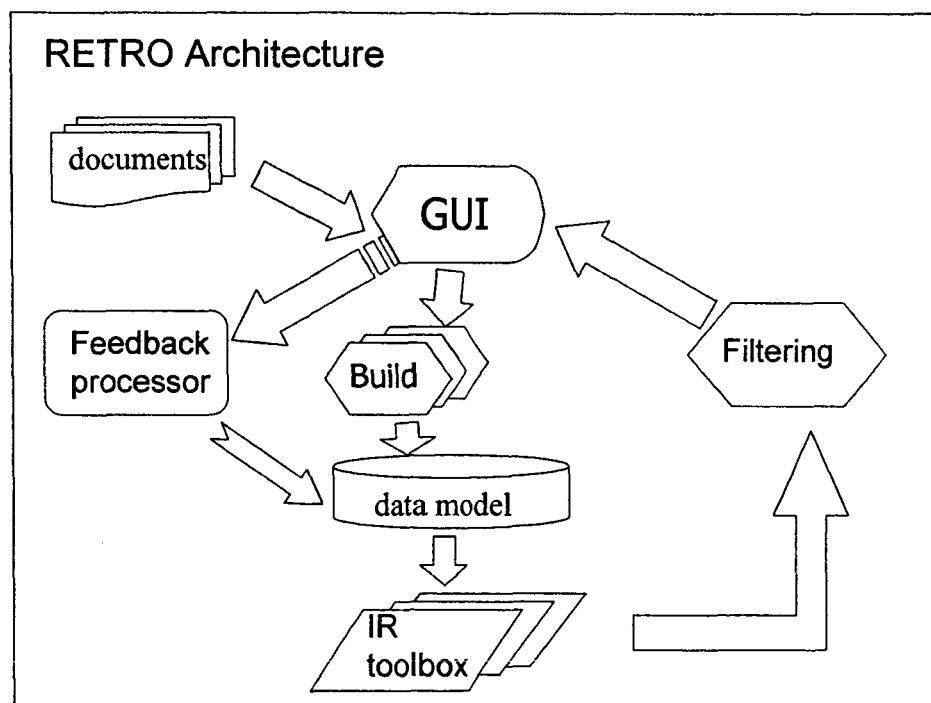 RETRO Architecture
documents
GUI
Feedback
processor
Build
Filtering
data model
IR
toolbox